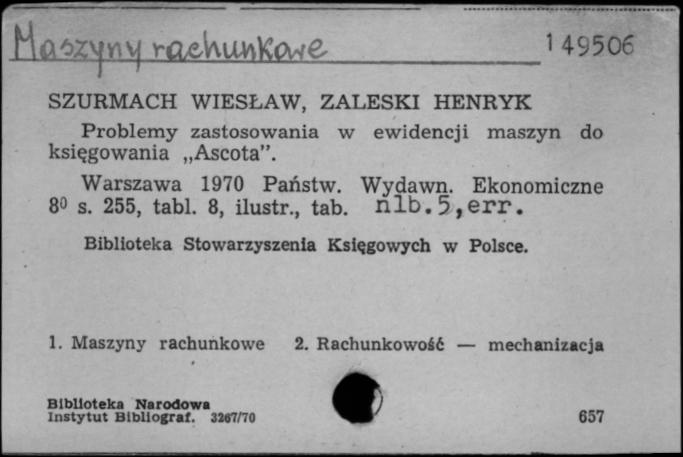 Maszyny rachunkowe 149506
SZURMACH WIESŁAW, ZALESKI HENRYK
Problemy zastosowania w ewidencji maszyn do
księgowania „Ascota”.
Warszawa 1970 Państw. Wydawn. Ekonomiczne
8⁰ s. 255, tabl. 8, ilustr., tab. nlb.5,err.
Biblioteka Stowarzyszenia Księgowych w Polsce.
1. Maszyny rachunkowe 2. Rachunkowość — mechanizacja
Biblioteka Narodowa
Instytut Bibliograf. 3267/70 657